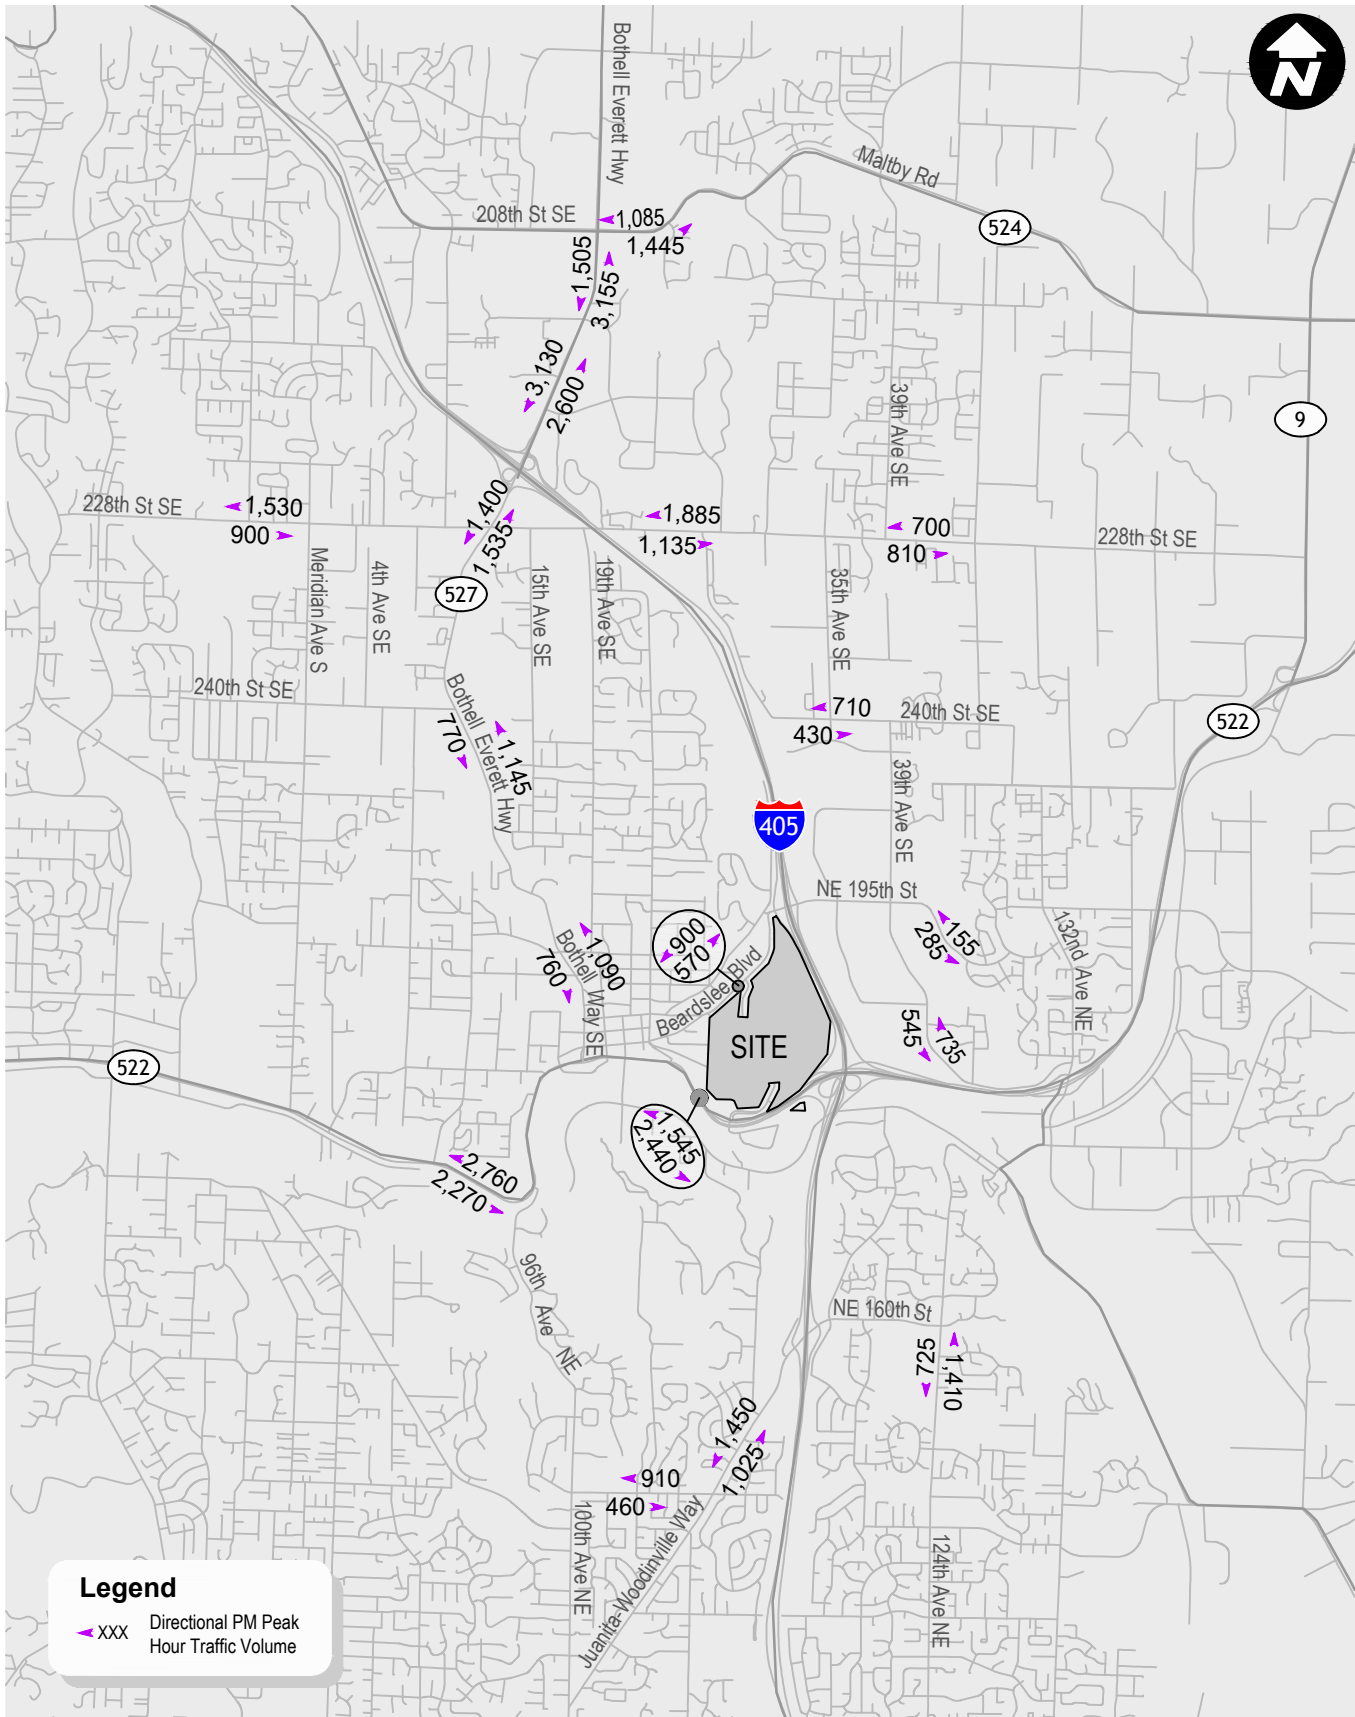 N
Bothell Everett Hwy
Maltby Rd
208th St SE
1,085
1,445
524
1,505
3,155
3,130
2,600
39th Ave SE
9
228th St SE
1,530
900
1,400
1,535
1,885
1,135
700
810
228th St SE
527
Meridian Ave S
4th Ave SE
15th Ave SE
19th Ave SE
35th Ave SE
240th St SE
Bothell Everett Hwy
770
1,145
710
430
240th St SE
522
39th Ave SE
405
NE 195th St
155
285
132nd Ave NE
900
570
Beardslee Blvd
1,090
760
Bothell Way SE
SITE
545
735
522
1,545
2,440
2,760
2,270
96th Ave NE
NE 160th St
725
1,410
1,450
1,025
910
460
100th Ave NE
Juanita-Woodinville Way
124th Ave NE
Legend
XXX Directional PM Peak
Hour Traffic Volume